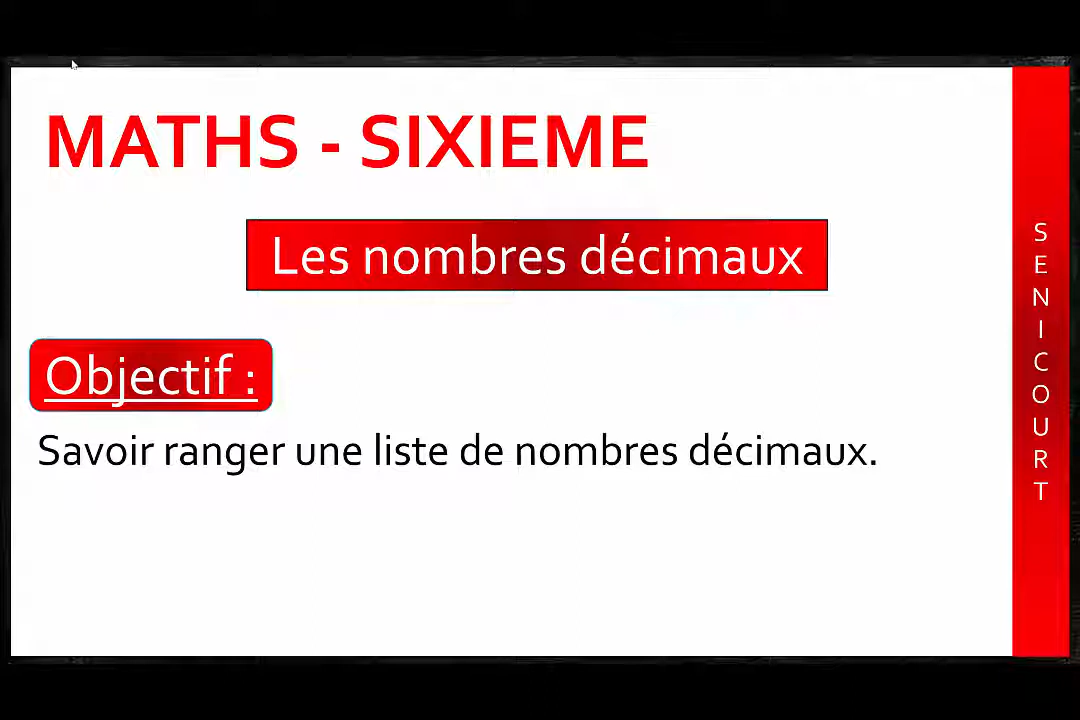 MATHS - SIXIEME
Les nombres décimaux
Objectif :
Savoir ranger une liste de nombres décimaux.
SENICOURT